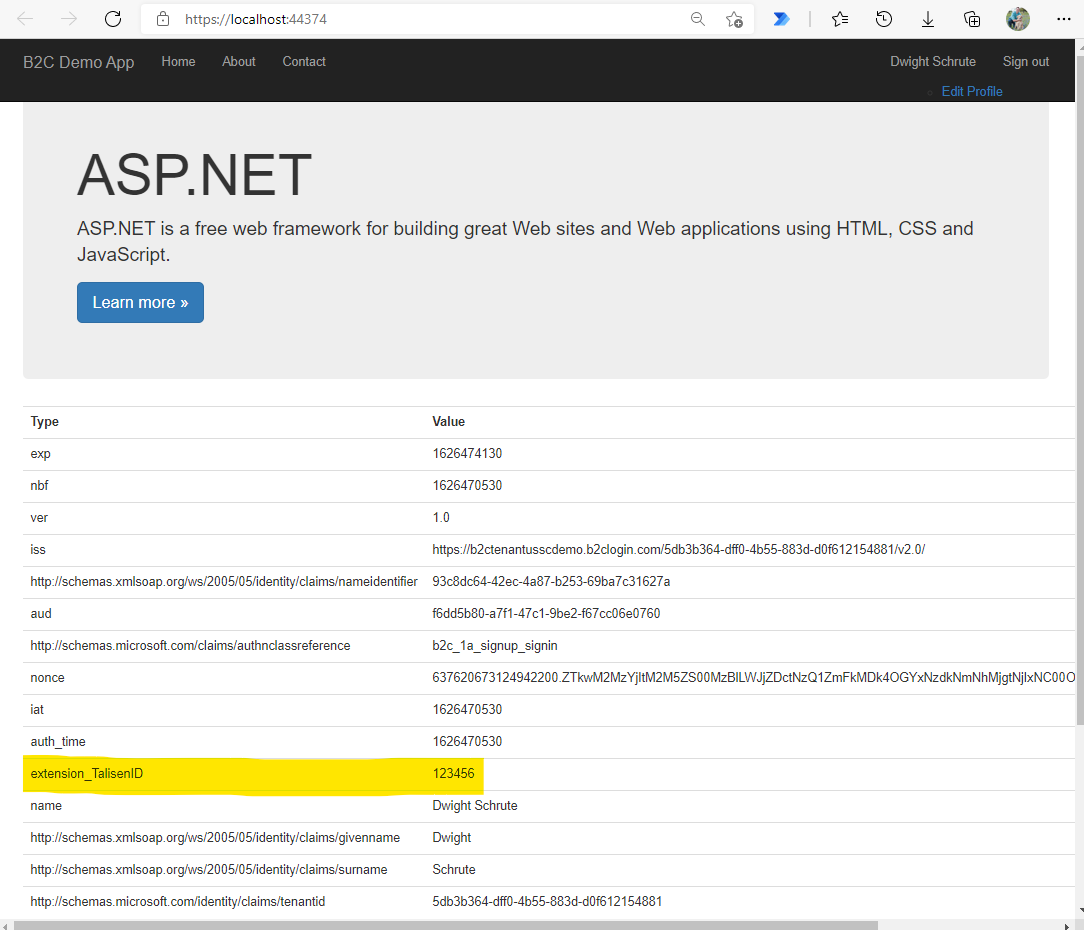 https://localhost:44374
B2C Demo App Home About Contact Dwight Schrute Sign out
Edit Profile
ASP.NET
ASP.NET is a free web framework for building great Web sites and Web applications using HTML, CSS and
JavaScript.
Learn more »
Type Value
exp 1626474130
nbf 1626470530
ver 1.0
iss https://b2ctenantusscdemo.b2clogin.com/5db3b364-dff0-4b55-883d-d0f612154881/v2.0/
http://schemas.xmlsoap.org/ws/2005/05/identity/claims/nameidentifier 93c8dc64-42ec-4a87-b253-69ba7c31627a
aud f6dd5b80-a7f1-47c1-9be2-f67cc06e0760
http://schemas.microsoft.com/claims/authnclassreference b2c_1a_signup_signin
nonce
iat 1626470530
auth_time 1626470530
extension_TalisenID 123456
name Dwight Schrute
http://schemas.xmlsoap.org/ws/2005/05/identity/claims/givenname Dwight
http://schemas.xmlsoap.org/ws/2005/05/identity/claims/surname Schrute
http://schemas.microsoft.com/identity/claims/tenantid 5db3b364-dff0-4b55-883d-d0f612154881